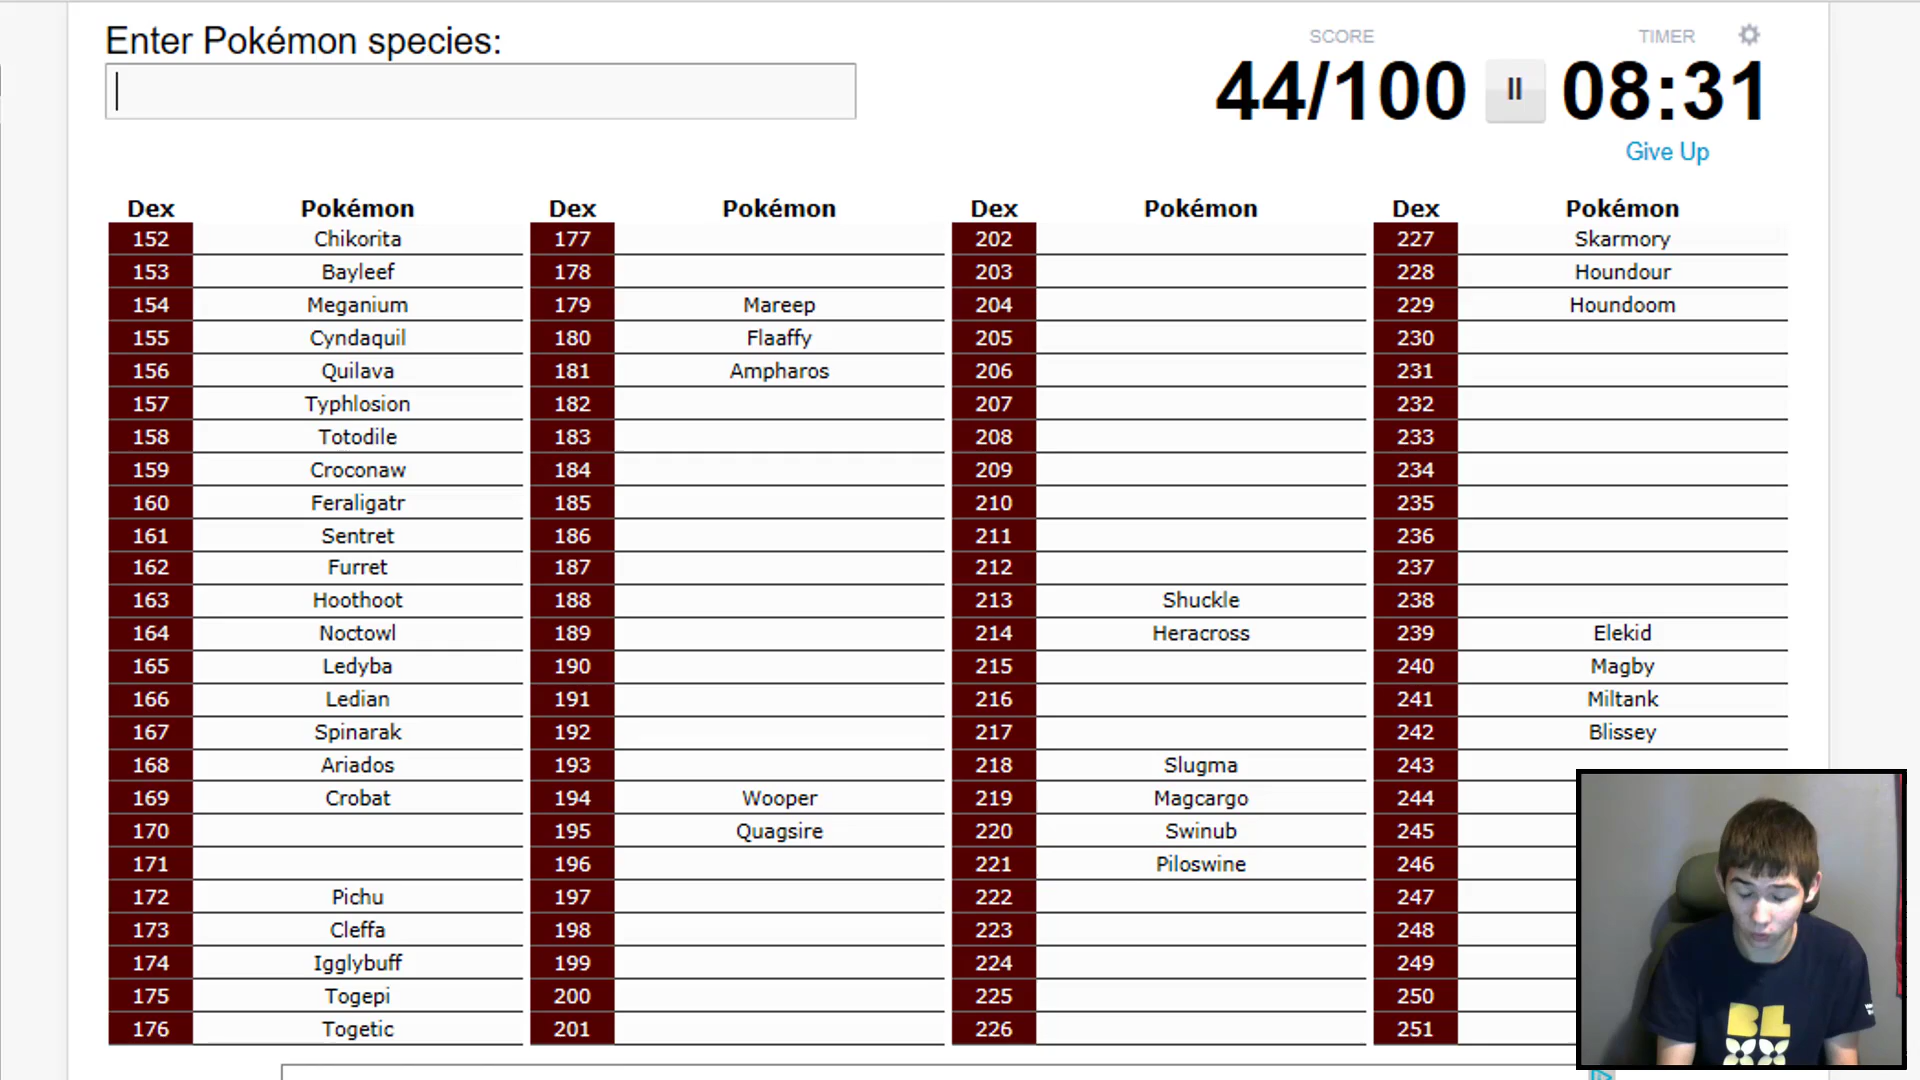 Enter Pokémon species:
SCORE
TIMER
44/100
08:31
Give Up
Dex Pokémon Dex Pokémon Dex Pokémon Dex Pokémon
152 Chikorita 177 202 227 Skarmory
153 Bayleef 178 203 228 Houndour
154 Meganium 179 Mareep 204 229 Houndoom
155 Cyndaquil 180 Flaaffy 205 230
156 Quilava 181 Ampharos 206 231
157 Typhlosion 182 207 232
158 Totodile 183 208 233
159 Croconaw 184 209 234
160 Feraligatr 185 210 235
161 Sentret 186 211 236
162 Furret 187 212 237
163 Hoothoot 188 213 Shuckle 238
164 Noctowl 189 214 Heracross 239 Elekid
165 Ledyba 190 215 240 Magby
166 Ledian 191 216 241 Miltank
167 Spinarak 192 217 242 Blissey
168 Ariados 193 218 Slugma 243
169 Crobat 194 Wooper 219 Magcargo 244
170 195 Quagsire 220 Swinub 245
171 196 221 Piloswine 246
172 Pichu 197 222 247
173 Cleffa 198 223 248
174 Igglybuff 199 224 249
175 Togepi 200 225 250
176 Togetic 201 226 251
BL